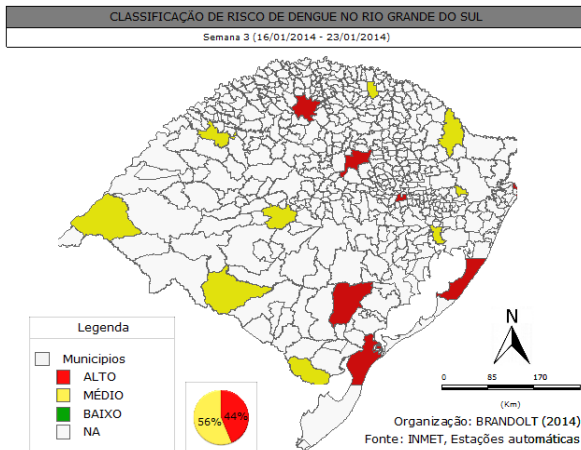 CLASSIFICAÇÃO DE RISCO DE DENGUE NO RIO GRANDE DO SUL
Semana 3 (16/01/2014 - 23/01/2014)
Legenda
Municipios
ALTO
MÉDIO
BAIXO
NA
56%
44%
N
0 85 170
(Km)
Organização: BRANDOLT (2014)
Fonte: INMET, Estações automáticas